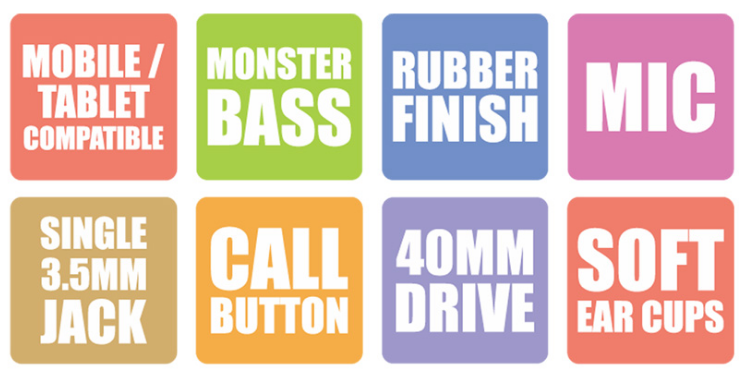 MOBILE /
TABLET
COMPATIBLE
MONSTER
BASS
RUBBER
FINISH
MIC
SINGLE
3.5MM
JACK
CALL
BUTTON
40MM
DRIVE
SOFT
EAR CUPS